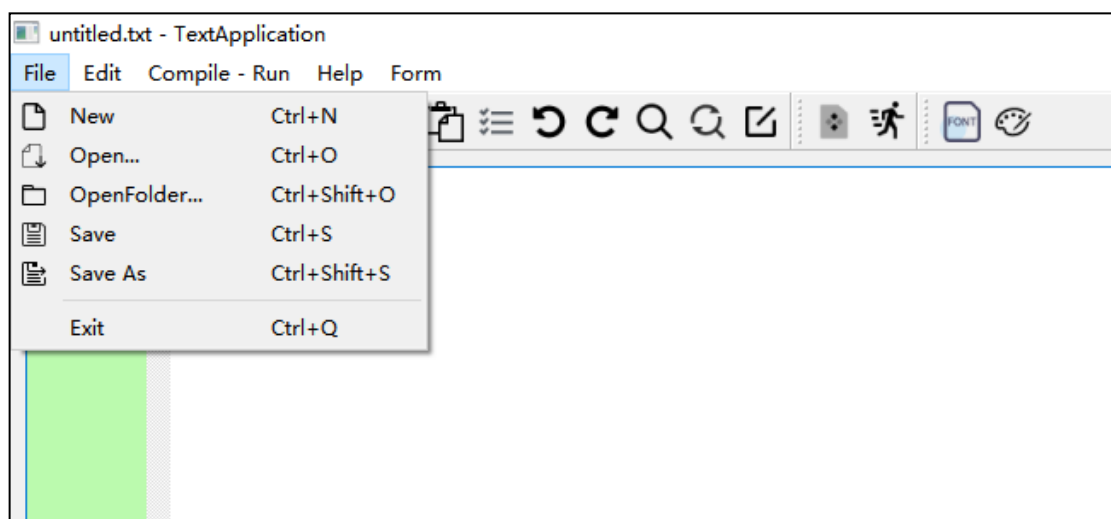 untitled.txt - TextApplication
File Edit Compile - Run Help Form
New Ctrl+N
FONT
Open... Ctrl+O
OpenFolder... Ctrl+Shift+O
Save Ctrl+S
Save As Ctrl+Shift+S
Exit Ctrl+Q